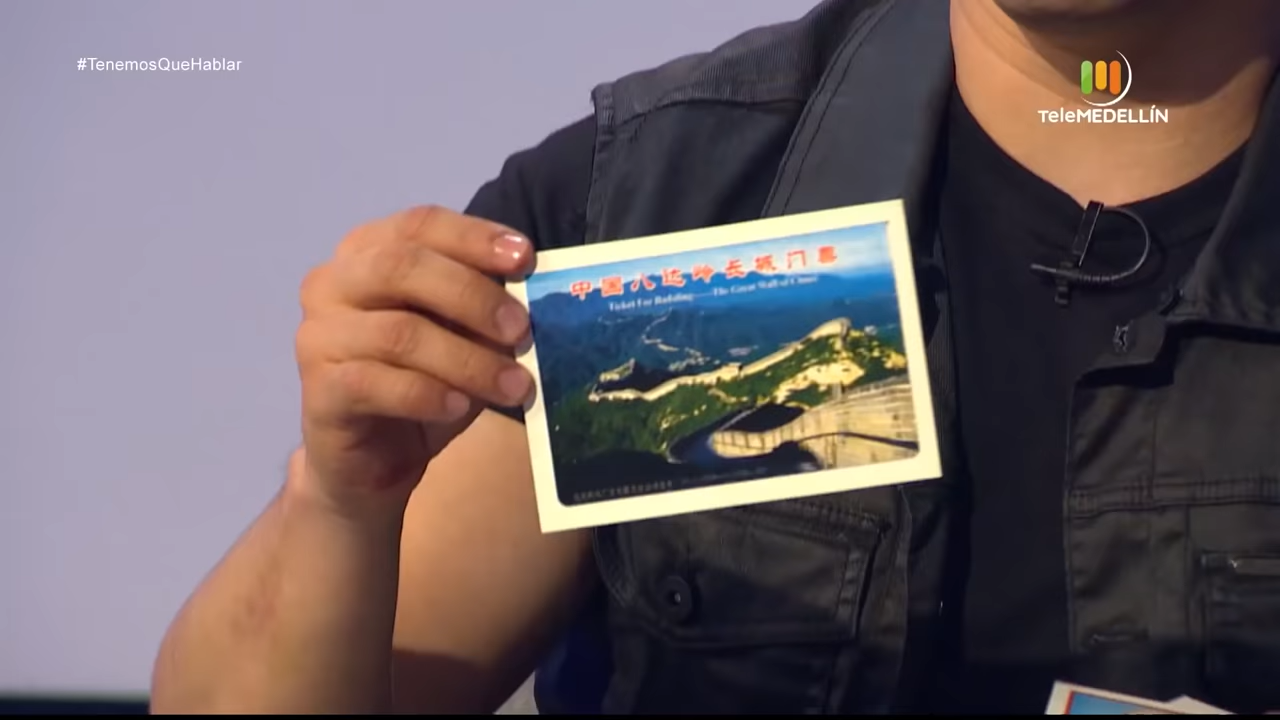 #TenemosQueHablar
TeleMEDELLÍN
中国八达岭长城门票
Ticket For Badaling——The Great Wall of China